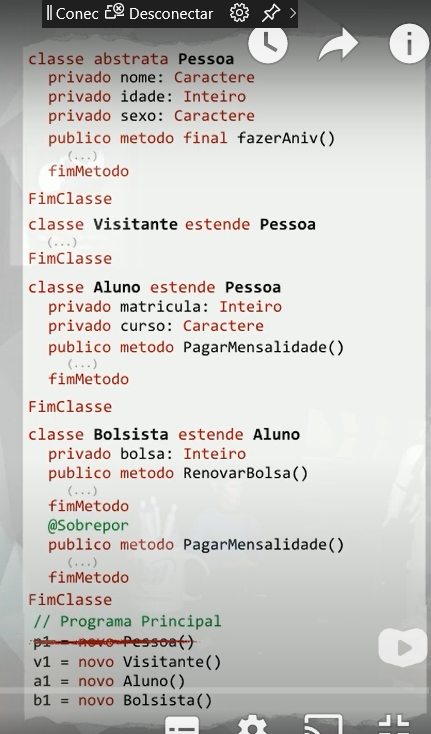 Conec Desconectar
classe abstrata Pessoa
privado nome: Caractere
privado idade: Inteiro
privado sexo: Caractere
publico metodo final fazerAniv()
(...)
fimMetodo
FimClasse
classe Visitante estende Pessoa
(...)
FimClasse
classe Aluno estende Pessoa
privado matricula: Inteiro
privado curso: Caractere
publico metodo PagarMensalidade()
(...)
fimMetodo
FimClasse
classe Bolsista estende Aluno
privado bolsa: Inteiro
publico metodo RenovarBolsa()
(...)
fimMetodo
@Sobrepor
publico metodo PagarMensalidade()
(...)
fimMetodo
FimClasse
// Programa Principal
p1 = novo Pessoa()
v1 = novo Visitante()
a1 = novo Aluno()
b1 = novo Bolsista()